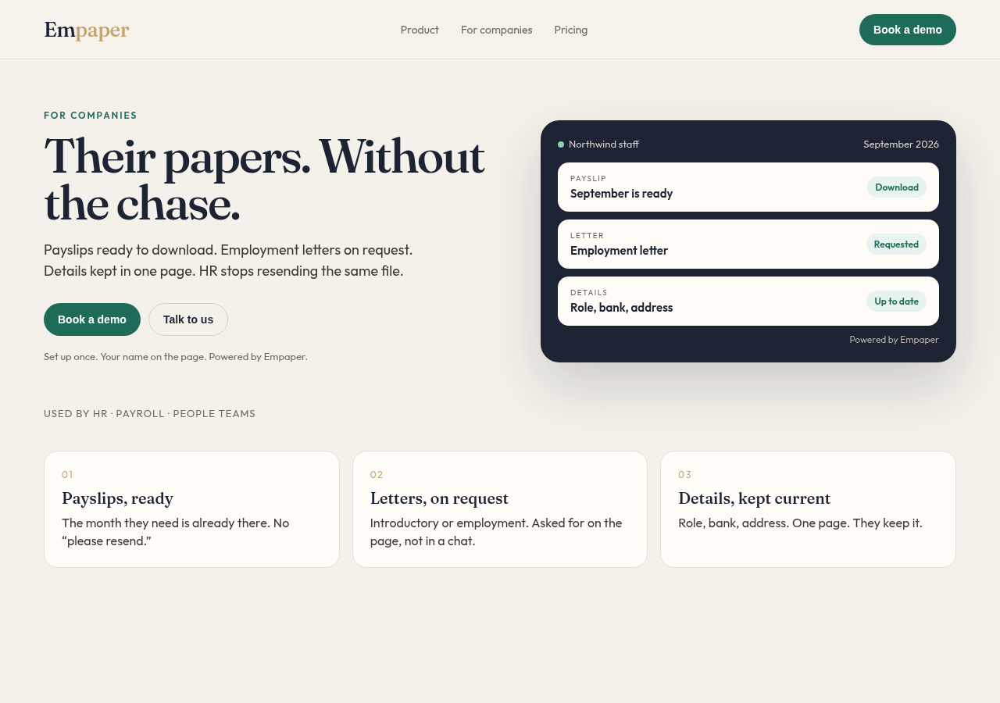 Empaper
Product
For companies
Pricing
Book a demo
FOR COMPANIES
Their papers. Without
the chase.
Payslips ready to download. Employment letters on request.
Details kept in one page. HR stops resending the same file.
Book a demo
Talk to us
Set up once. Your name on the page. Powered by Empaper.
Northwind staff
September 2026
PAYSLIP
September is ready
Download
LETTER
Employment letter
Requested
DETAILS
Role, bank, address
Up to date
Powered by Empaper
USED BY HR · PAYROLL · PEOPLE TEAMS
01
Payslips, ready
The month they need is already there. No
“please resend.”
02
Letters, on request
Introductory or employment. Asked for on the
page, not in a chat.
03
Details, kept current
Role, bank, address. One page. They keep it.